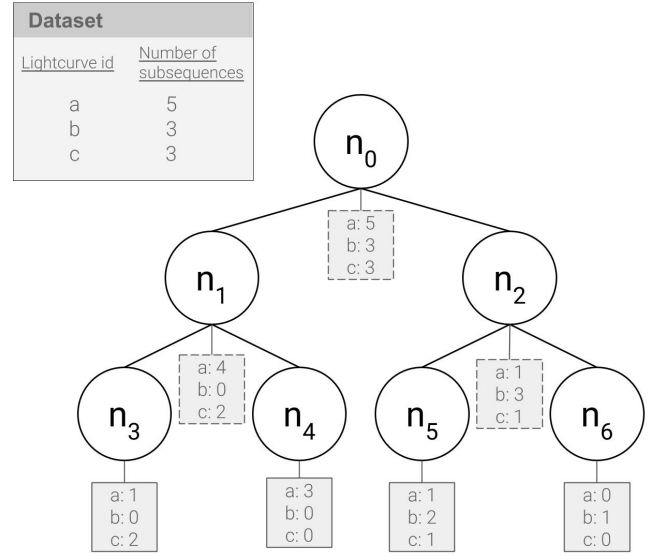 Dataset
Lightcurve id
Number of
subsequences
a 5
b 3
c 3
n0
a: 5
b: 3
c: 3
n1
n2
a: 4
b: 0
c: 2
a: 1
b: 3
c: 1
n3
n4
n5
n6
a: 1
b: 0
c: 2
a: 3
b: 0
c: 0
a: 1
b: 2
c: 1
a: 0
b: 1
c: 0